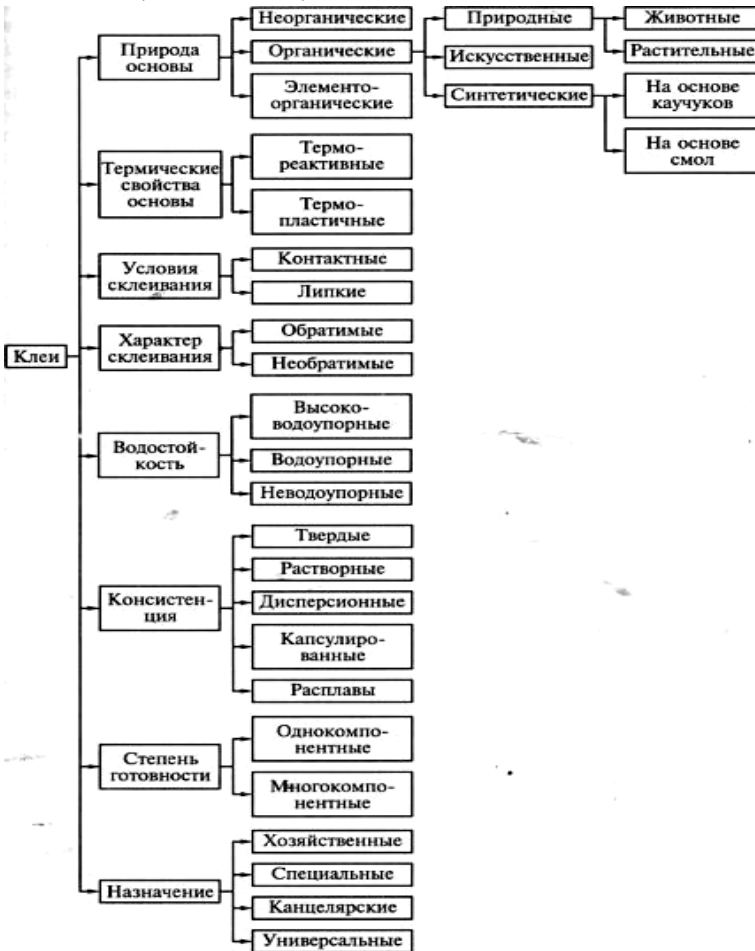 Неорганические
Природа
основы
Органические
Элементо-
органические
Природные
Искусственные
Синтетические
Животные
Растительные
На основе
каучуков
На основе
смол
Термические
свойства
основы
Термо-
реактивные
Термо-
пластичные
Условия
склеивания
Контактные
Липкие
Клеи
Характер
склеивания
Обратимые
Необратимые
Водостой-
кость
Высоко-
водоупорные
Водоупорные
Неводоупорные
Консистен-
ция
Твердые
Растворные
Дисперсионные
Капсулиро-
ванные
Расплавы
Степень
готовности
Однокомпо-
нентные
Многокомпо-
нентные
Назначение
Хозяйственные
Специальные
Канцелярские
Универсальные